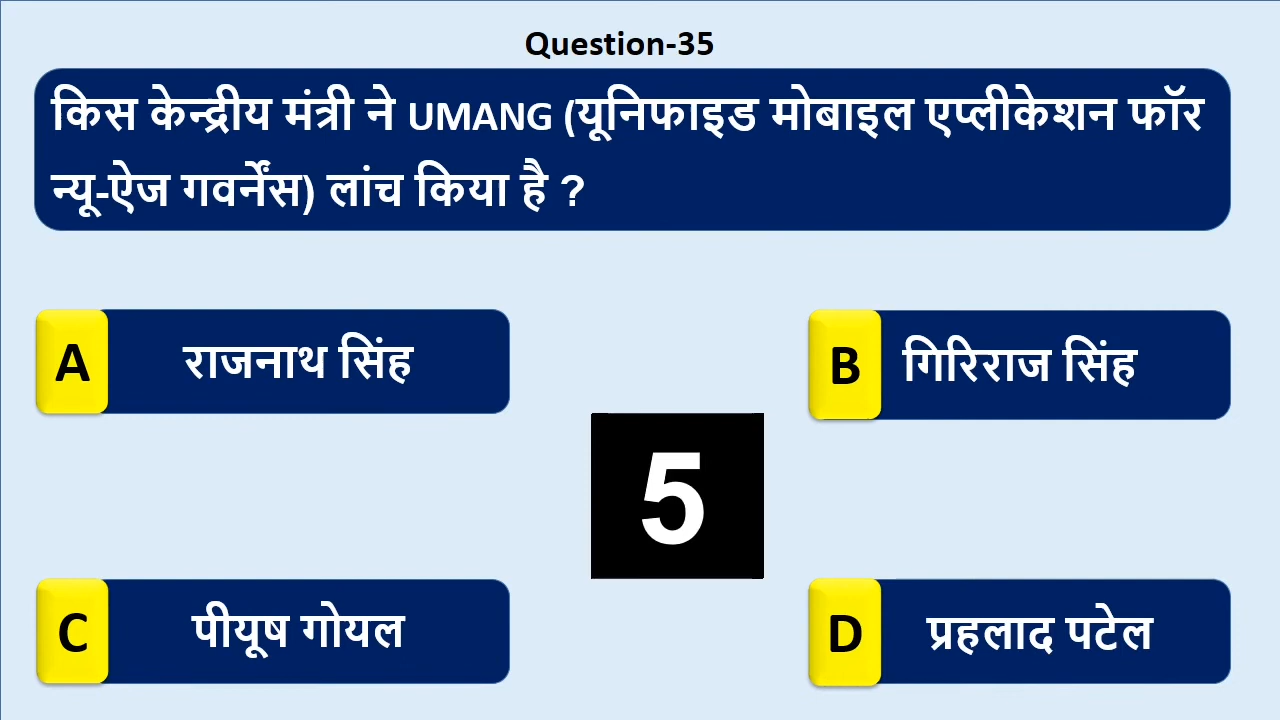 Question-35
किस केन्द्रीय मंत्री ने UMANG (यूनिफाइड मोबाइल एप्लीकेशन फॉर
न्यू-ऐज गवर्नेंस) लांच किया है ?
A राजनाथ सिंह
B गिरिराज सिंह
5
C पीयूष गोयल
D प्रहलाद पटेल